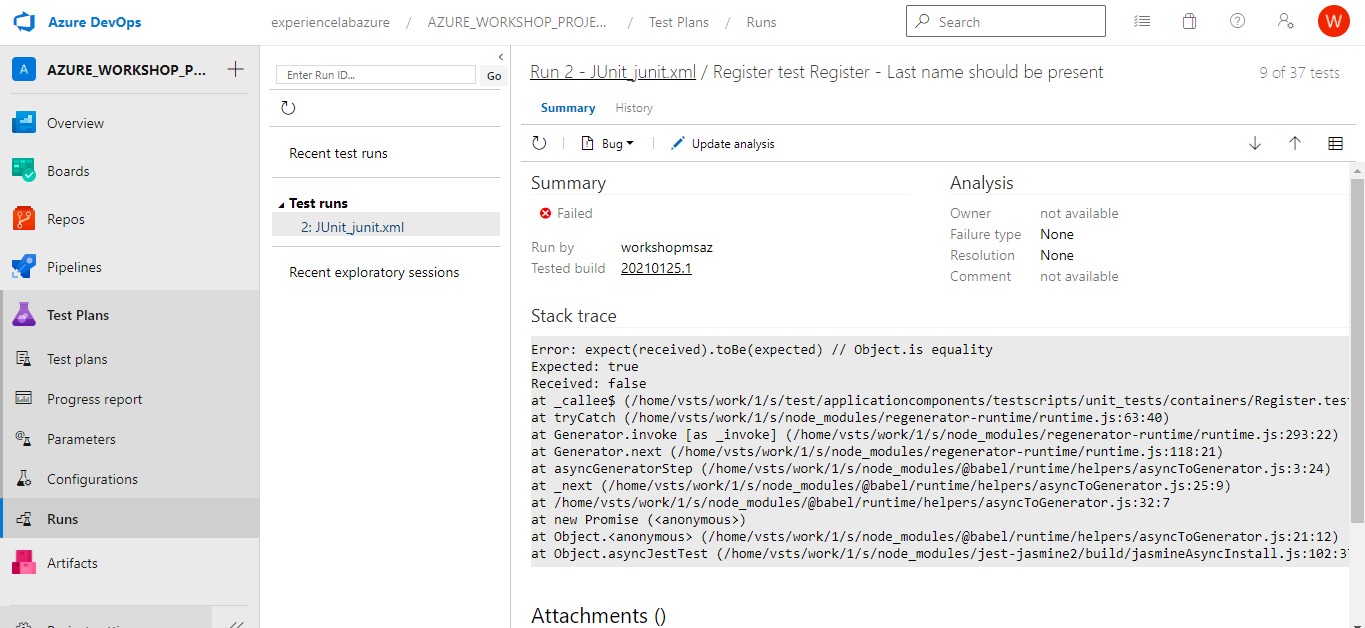 Azure DevOps
experiencelabazure / AZURE_WORKSHOP_PROJE... / Test Plans / Runs
Search
W
A AZURE_WORKSHOP_P...
Overview
Boards
Repos
Pipelines
Test Plans
Test plans
Progress report
Parameters
Configurations
Runs
Artifacts
Enter Run ID...
Go
Recent test runs
Test runs
2: JUnit_junit.xml
Recent exploratory sessions
Run 2 - JUnit_junit.xml / Register test Register - Last name should be present
9 of 37 tests
Summary History
Bug Update analysis
Summary
Failed
Run by workshopmsaz
Tested build 20210125.1
Analysis
Owner not available
Failure type None
Resolution None
Comment not available
Stack trace
Error: expect(received).toBe(expected) // Object.is equality
Expected: true
Received: false
at _callee$ (/home/vsts/work/1/s/test/applicationcomponents/testscripts/unit_tests/containers/Register.test
at tryCatch (/home/vsts/work/1/s/node_modules/regenerator-runtime/runtime.js:63:40)
at Generator.invoke [as _invoke] (/home/vsts/work/1/s/node_modules/regenerator-runtime/runtime.js:293:22)
at Generator.next (/home/vsts/work/1/s/node_modules/regenerator-runtime/runtime.js:118:21)
at asyncGeneratorStep (/home/vsts/work/1/s/node_modules/@babel/runtime/helpers/asyncToGenerator.js:3:24)
at _next (/home/vsts/work/1/s/node_modules/@babel/runtime/helpers/asyncToGenerator.js:25:9)
at /home/vsts/work/1/s/node_modules/@babel/runtime/helpers/asyncToGenerator.js:32:7
at new Promise (<anonymous>)
at Object.<anonymous> (/home/vsts/work/1/s/node_modules/@babel/runtime/helpers/asyncToGenerator.js:21:12)
at Object.asyncJestTest (/home/vsts/work/1/s/node_modules/jest-jasmine2/build/jasmineAsyncInstall.js:102:37
Attachments ()